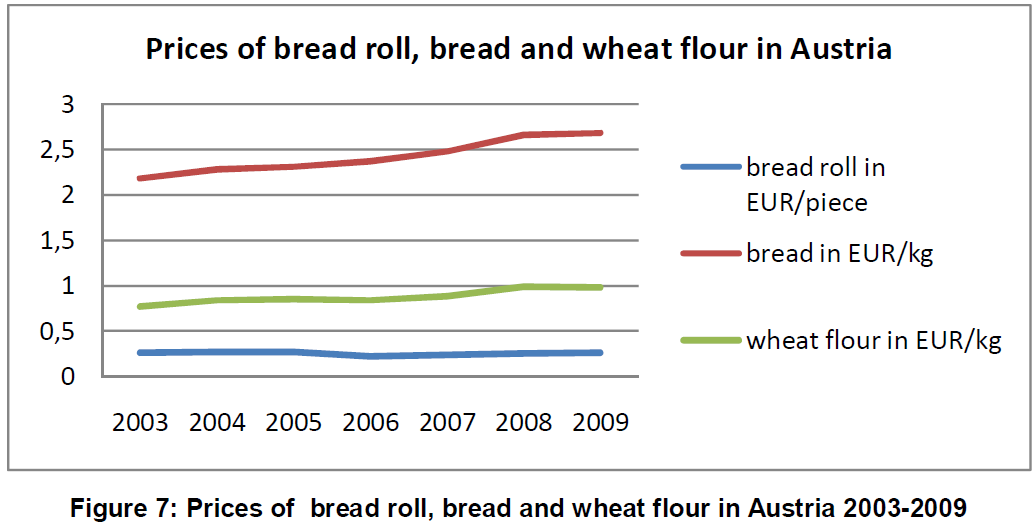 Prices of bread roll, bread and wheat flour in Austria
3
2,5
2
1,5
1
0,5
0
2003 2004 2005 2006 2007 2008 2009
bread roll in
EUR/piece
bread in EUR/kg
wheat flour in EUR/kg
Figure 7: Prices of  bread roll, bread and wheat flour in Austria 2003-2009